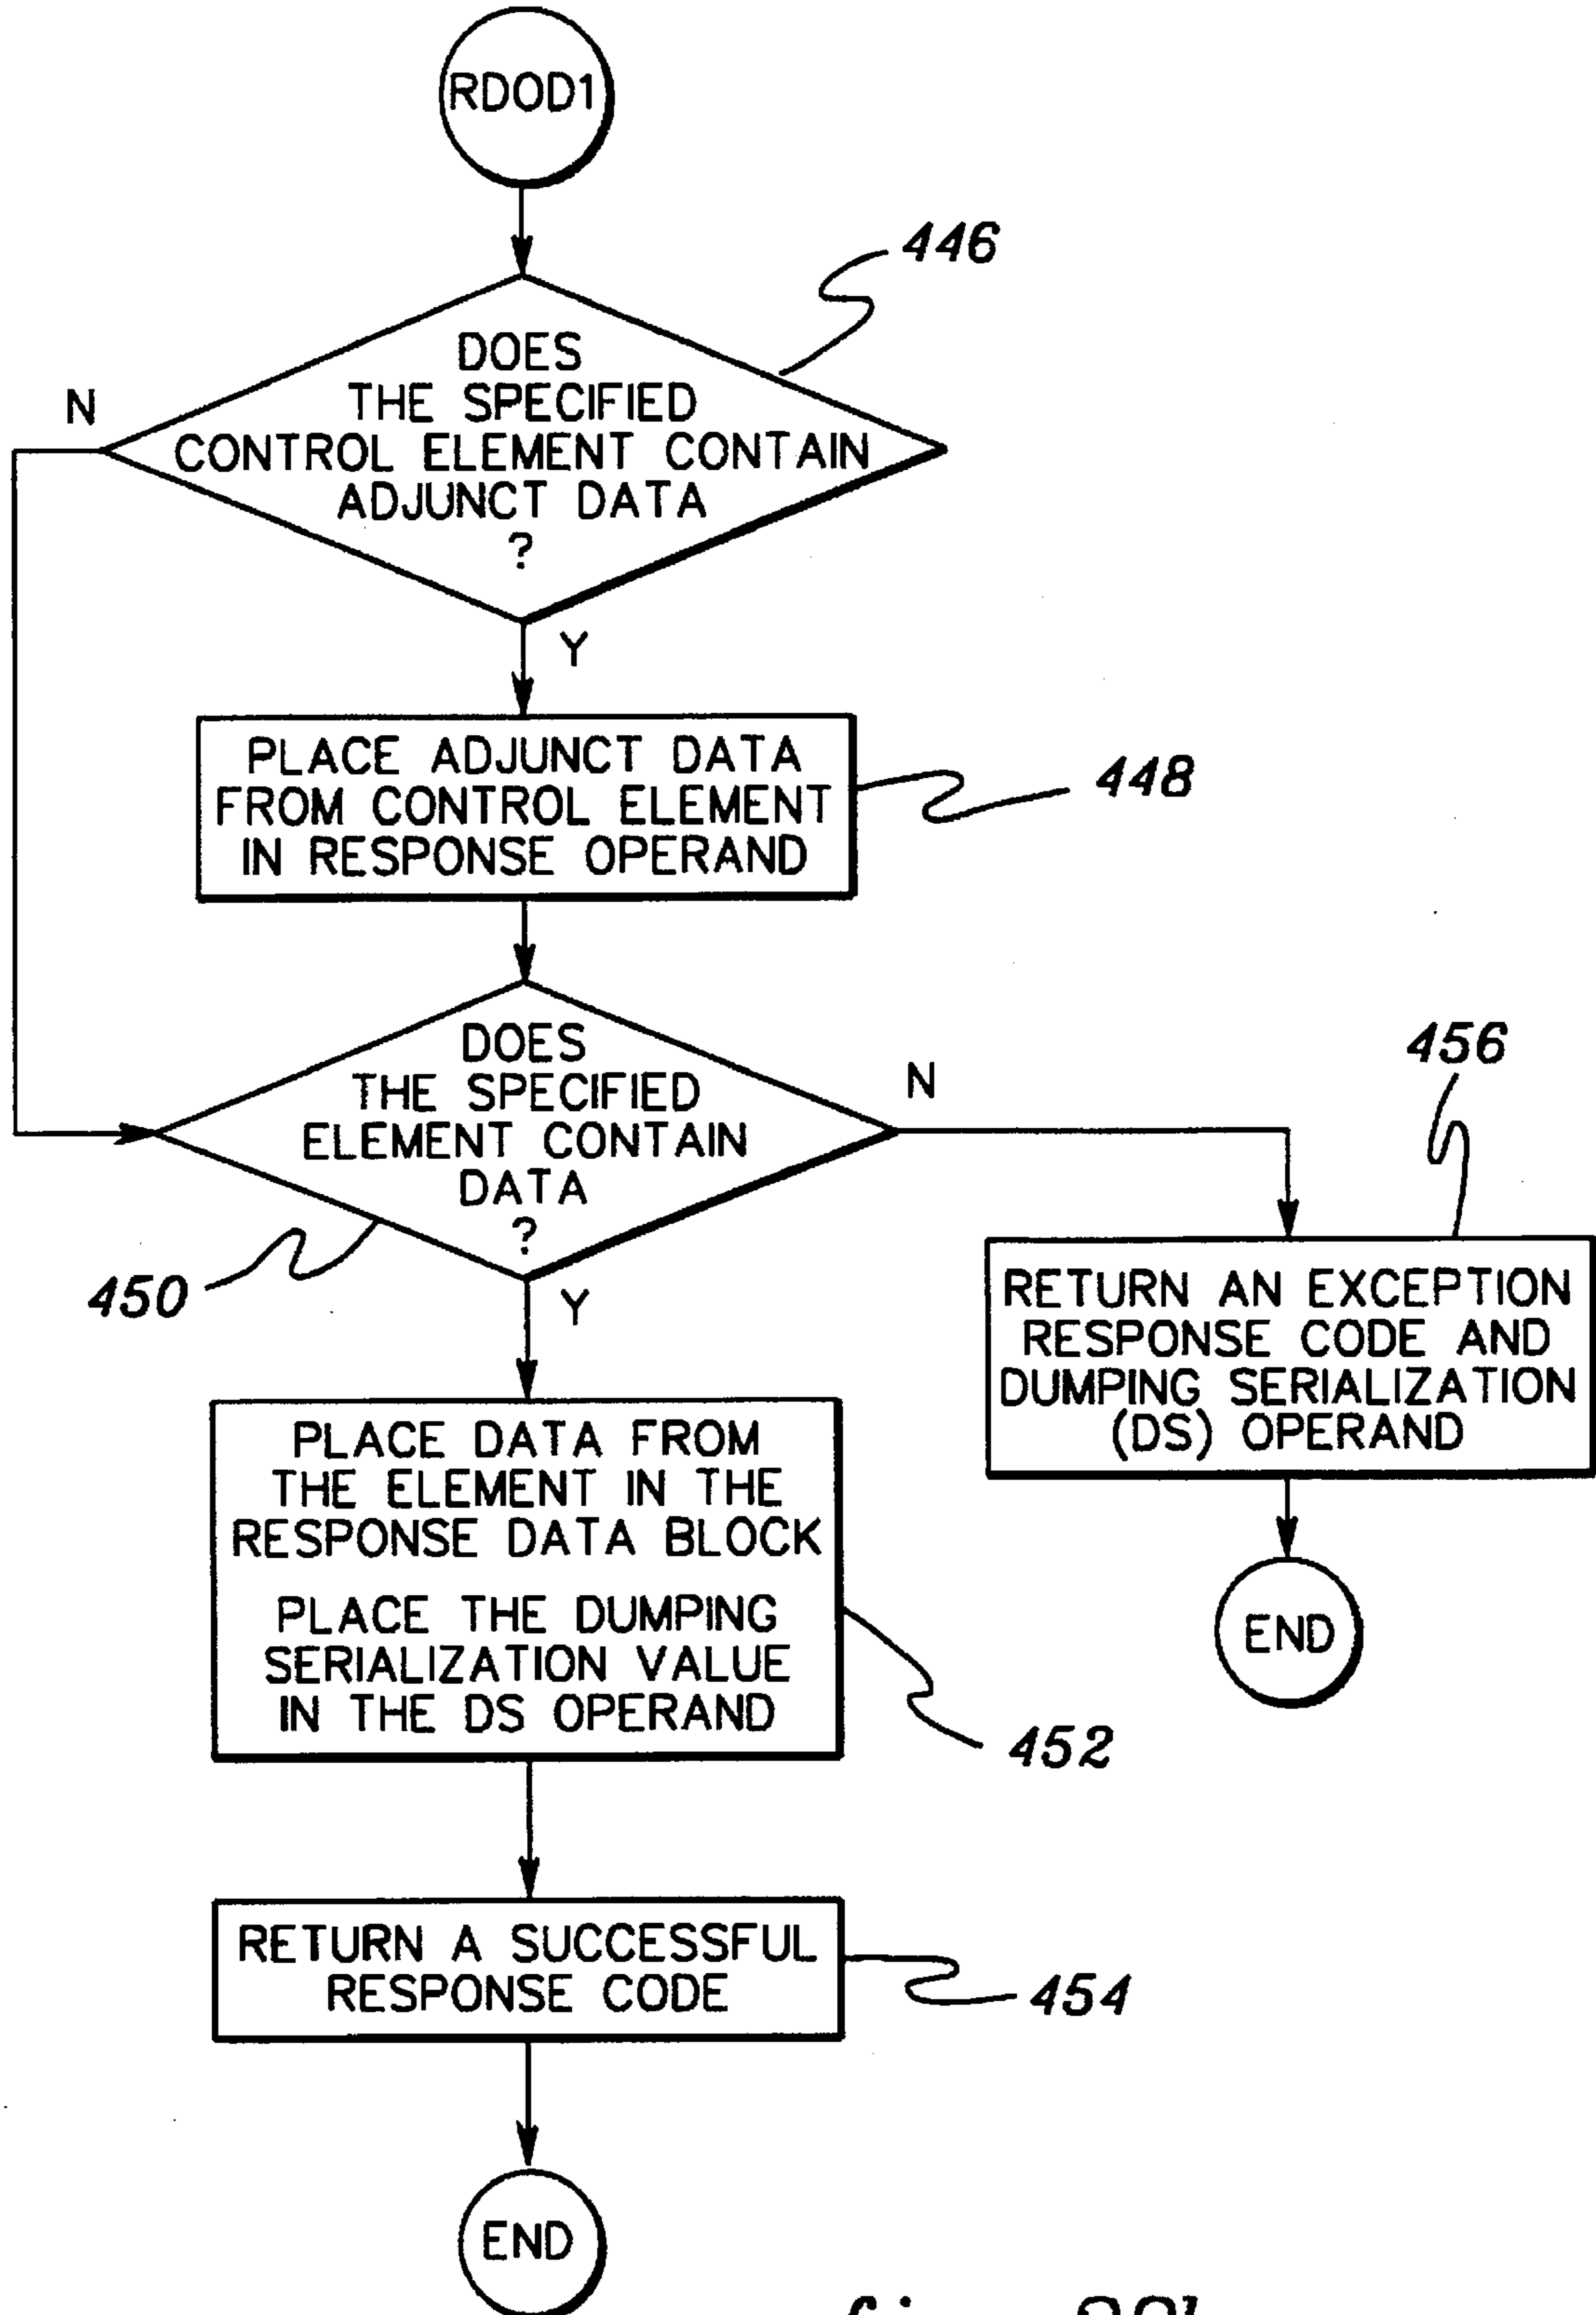 RDOD1
446
DOES
THE SPECIFIED
CONTROL ELEMENT CONTAIN
ADJUNCT DATA
?
N
Y
PLACE ADJUNCT DATA
FROM CONTROL ELEMENT
IN RESPONSE OPERAND
448
DOES
THE SPECIFIED
ELEMENT CONTAIN
DATA
?
N
456
450
Y
RETURN AN EXCEPTION
RESPONSE CODE AND
DUMPING SERIALIZATION
(DS) OPERAND
END
PLACE DATA FROM
THE ELEMENT IN THE
RESPONSE DATA BLOCK
PLACE THE DUMPING
SERIALIZATION VALUE
IN THE DS OPERAND
452
RETURN A SUCCESSFUL
RESPONSE CODE
454
END